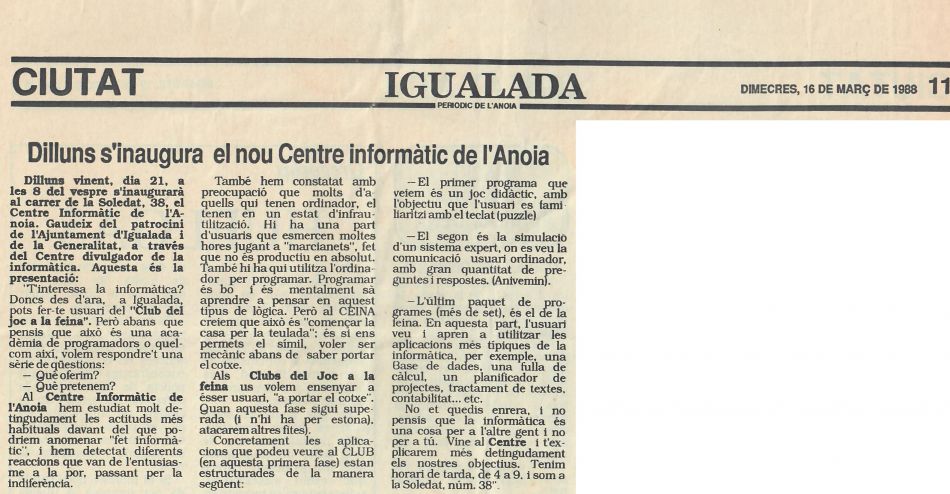 CIUTAT
IGUALADA
PERIODIC DE L'ANOIA
DIMECRES, 16 DE MARÇ DE 1988 11
Dilluns s'inaugura el nou Centre informàtic de l'Anoia
Dilluns vinent, dia 21, a
les 8 del vespre s'inaugurarà
al carrer de la Soledat, 38, el
Centre Informàtic de l'A-
noia. Gaudeix del patrocini
de l'Ajuntament d'Igualada i
de la Generalitat, a través
del Centre divulgador de la
informàtica. Aquesta és la
presentació:
"T'interessa la informàtica?
Doncs des d'ara, a Igualada,
pots fer-te usuari del "Club del
joc a la feina". Però abans que
pensis que això és una aca-
dèmia de programadors o quel-
com així, volem respondre't una
sèrie de qüestions:
— Què oferim?
— Què pretenem?
Al Centre Informàtic de
l'Anoia hem estudiat molt de-
tingudament les actituds més
habituals davant del que po-
dríem anomenar "fet informà-
tic", i hem detectat diferents
reaccions que van de l'entusias-
me a la por, passant per la
indiferència.
També hem constatat amb
preocupació que molts d'a-
quells qui tenen ordinador, el
tenen en un estat d'infrau-
tilització. Hi ha una part
d'usuaris que esmercen moltes
hores jugant a "marcianets", fet
que no és productiu en absolut.
També hi ha qui utilitza l'ordina-
dor per programar. Programar
és bo i és mentalment sà
aprendre a pensar en aquest
tipus de lògica. Però al CEINA
creiem que això és "començar la
casa per la teulada"; és si ens
permets el símil, voler ser
mecànic abans de saber portar
el cotxe.
Als Clubs del Joc a la
feina us volem ensenyar a
ésser usuari, "a portar el cotxe".
Quan aquesta fase sigui supe-
rada (i n'hi ha per estona).
atacarem altres fites).
Concretament les aplica-
cions que podeu veure al CLUB
(en aquesta primera fase) estan
estructurades de la manera
següent:
—El primer programa que
veiem és un joc didàctic, amb
l'objectiu que l'usuari es fami-
liaritzi amb el teclat (puzzle)
—El segon és la simulació
d'un sistema expert, on es veu la
comunicació usuari ordinador,
amb gran quantitat de pre-
guntes i respostes. (Anivemin).
—L'últim paquet de pro-
grames (més de set), és el de la
feina. En aquesta part, l'usuari
veu i apren a utilitzar les
aplicacions més típiques de la
informàtica, per exemple, una
Base de dades, una fulla de
càlcul, un planificador de
projectes, tractament de textes,
contabilitat... etc.
No et quedis enrera, i no
pensis que la informàtica és
una cosa per a l'altre gent i no
per a tú. Vine al Centre i t'ex-
plicarem més detingudament
els nostres objectius. Tenim
horari de tarda, de 4 a 9, i som a
la Soledat, núm. 38".